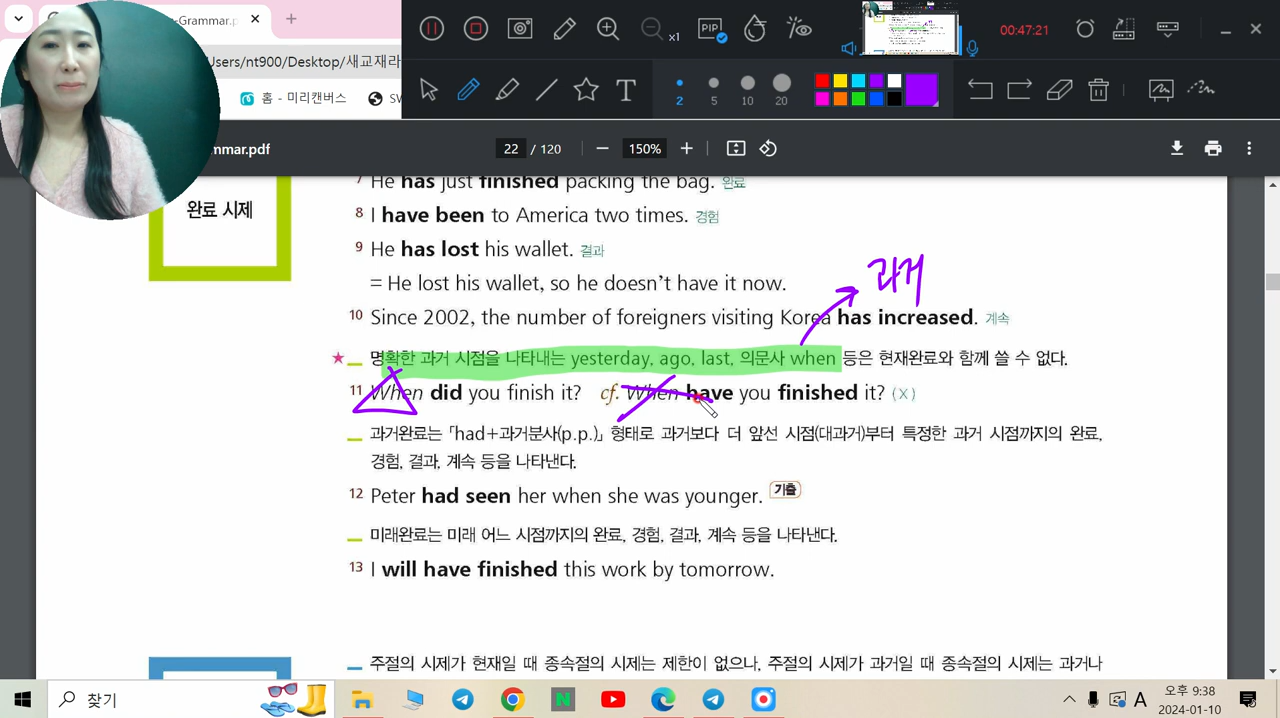 -Grammar.
00:47:21
x1
PiP
ers/nt900/Desktop/새교재라
홈 - 미리캔버스
SV
2 5 10 20
mmar.pdf
22 / 120
150%
완료 시제
7 He has just finished packing the bag. 완료
8 I have been to America two times. 경험
9 He has lost his wallet. 결과
= He lost his wallet, so he doesn't have it now.
과거
10 Since 2002, the number of foreigners visiting Korea has increased. 계속
★ 명확한 과거 시점을 나타내는 yesterday, ago, last, 의문사 when 등은 현재완료와 함께 쓸 수 없다.
11 When did you finish it? cf. When have you finished it? (X)
과거완료는 「had+과거분사(p.p.)」 형태로 과거보다 더 앞선 시점(대과거)부터 특정한 과거 시점까지의 완료,
경험, 결과, 계속 등을 나타낸다.
12 Peter had seen her when she was younger. 기출
미래완료는 미래 어느 시점까지의 완료, 경험, 결과, 계속 등을 나타낸다.
13 I will have finished this work by tomorrow.
주절의 시제가 현재일 때 종속절의 시제는 제한이 없으나, 주절의 시제가 과거일 때 종속절의 시제는 과거나
찾기
N
A
오후 9:38
2024-01-10